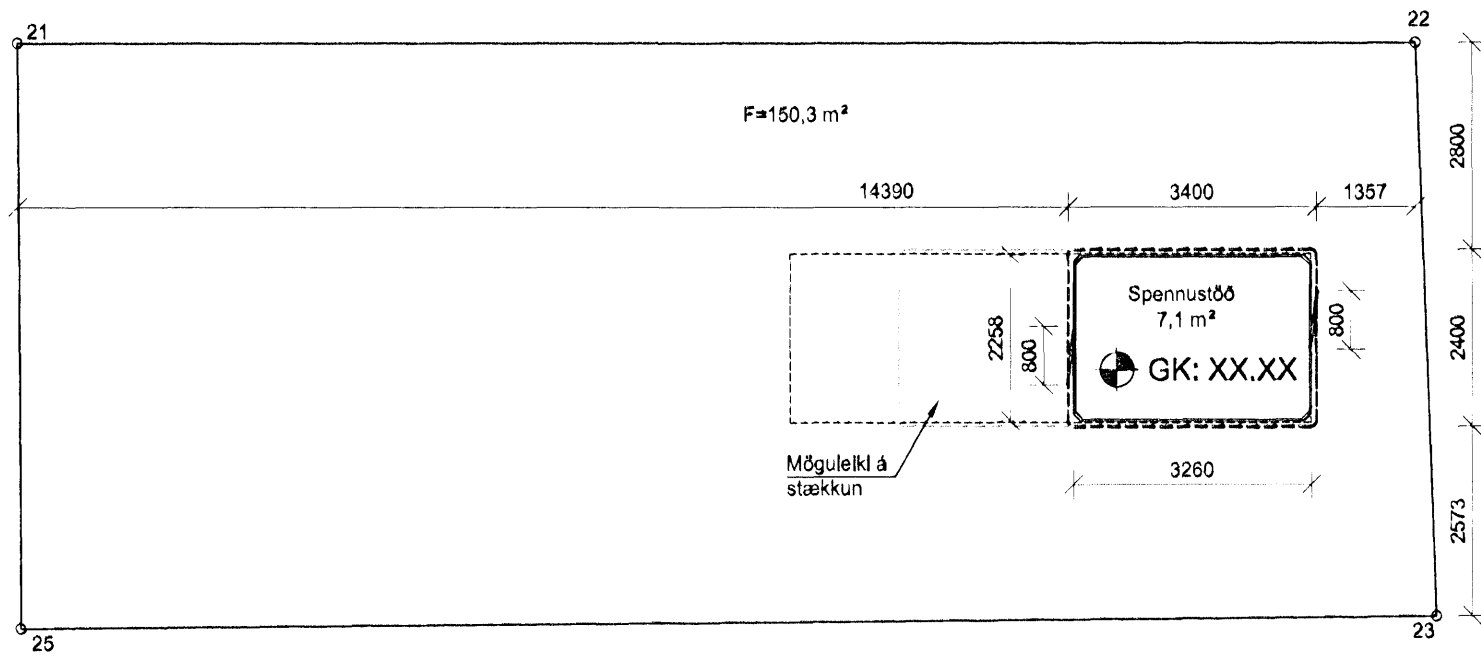 21
22
F=150,3 m²
2800
14390
3400
1357
Spennustöð
7,1 m²
2258
800
800
2400
GK: XX.XX
Möguleiki á
stækkun
3260
2573
25
23